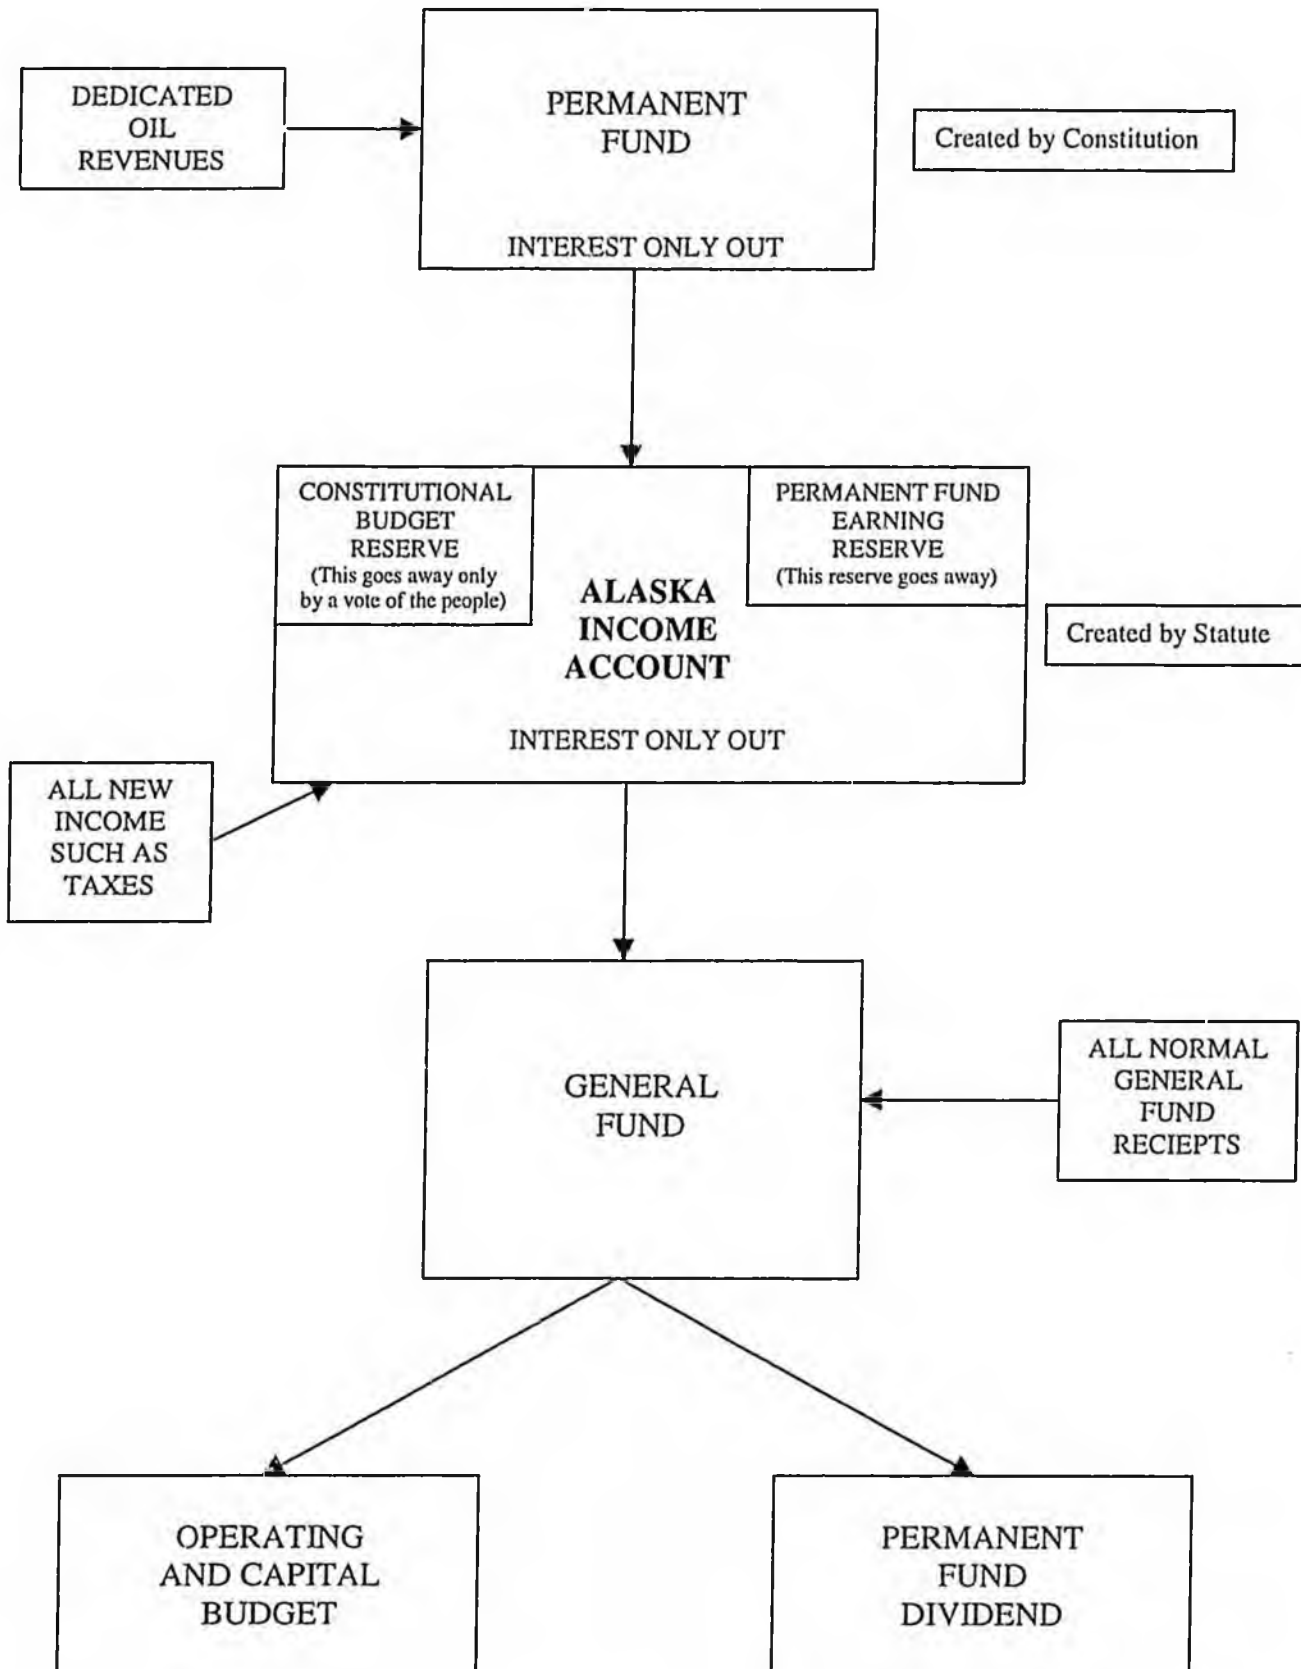 DEDICATED
OIL
REVENUES
PERMANENT
FUND
INTEREST ONLY OUT
Created by Constitution
CONSTITUTIONAL
BUDGET
RESERVE
(This goes away only
by a vote of the people)
ALASKA
INCOME
ACCOUNT
INTEREST ONLY OUT
PERMANENT FUND
EARNING
RESERVE
(This reserve goes away)
Created by Statute
ALL NEW
INCOME
SUCH AS
TAXES
GENERAL
FUND
ALL NORMAL
GENERAL
FUND
RECIEPTS
OPERATING
AND CAPITAL
BUDGET
PERMANENT
FUND
DIVIDEND